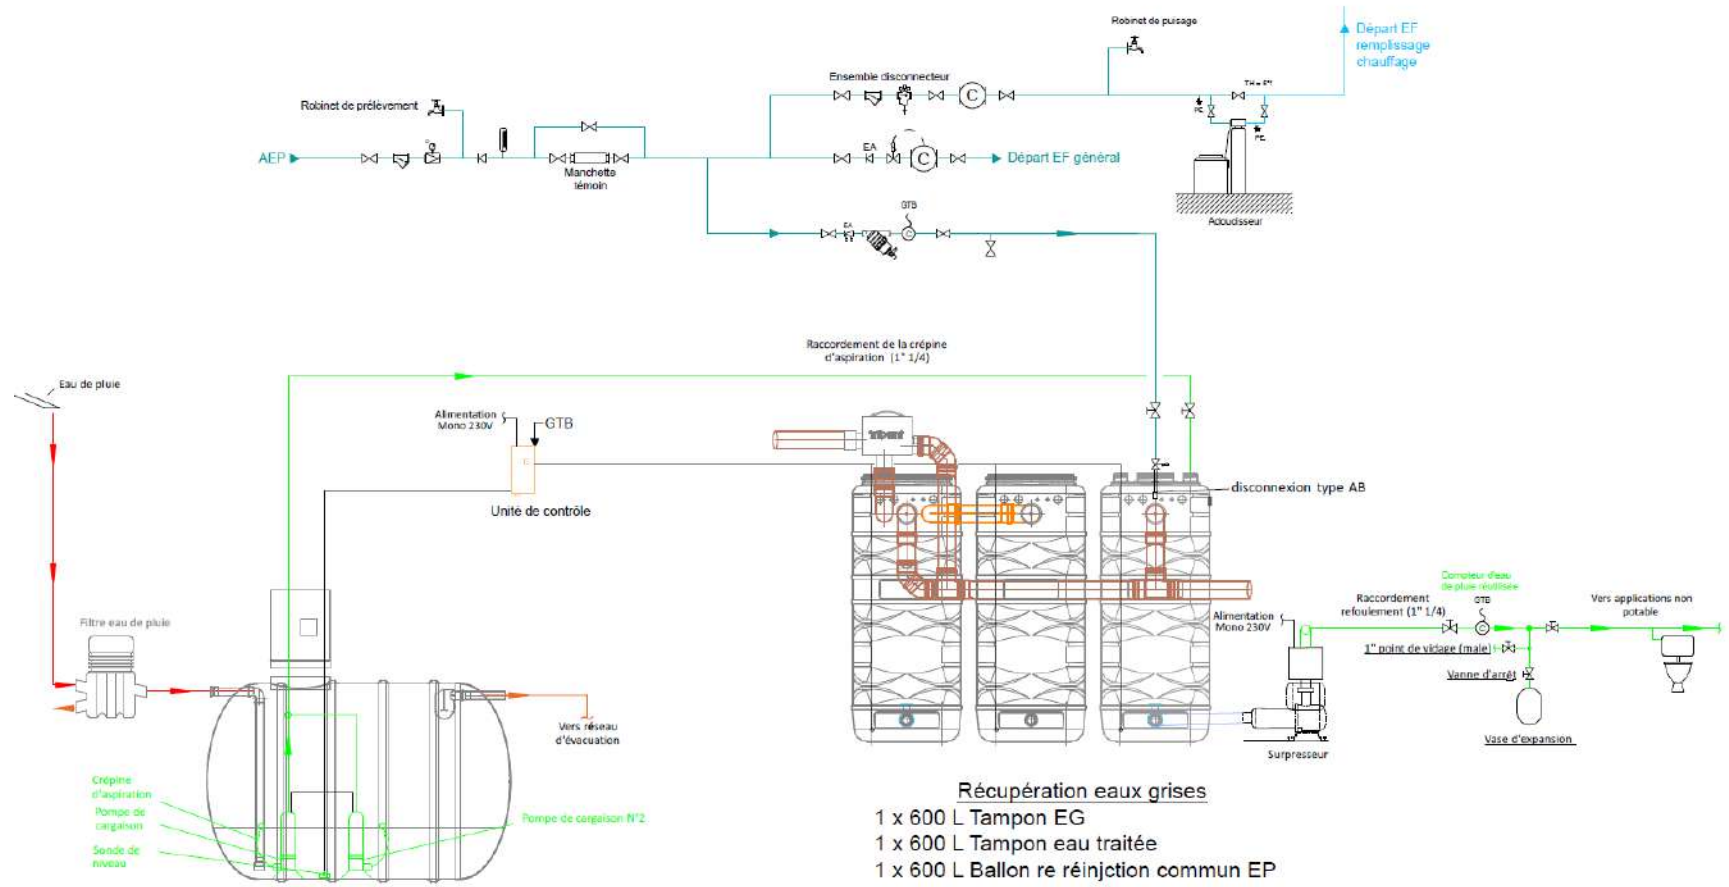 Robinet de puisage
Départ EF
remplissage
chauffage
Ensemble disconnecteur
Robinet de prélèvement
C
PE
PE
AEP
EA
C
Départ EF général
Manchette
témoin
GTB
EA
C
Adoudisseur
Raccordement de la crépine
d'aspiration (1" 1/4)
Eau de pluie
Alimentation
Mono 230V
GTB
disconnexion type AB
Unité de contrôle
Compteur d'eau
de pluie réutilisée
GTB
Raccordement
refoulement (1" 1/4)
Vers applications non
potable
Alimentation
Mono 230V
Filtre eau de pluie
1" point de vidage (male)
Vanne d'arrêt
Vers réseau
d'évacuation
Vase d'expansion
Surpresseur
Crépine
d'aspiration
Pompe de
cargaison
Pompe de cargaison N°2
Sonde de
niveau
Récupération eaux grises
1 x 600 L Tampon EG
1 x 600 L Tampon eau traitée
1 x 600 L Ballon re réinjction commun EP